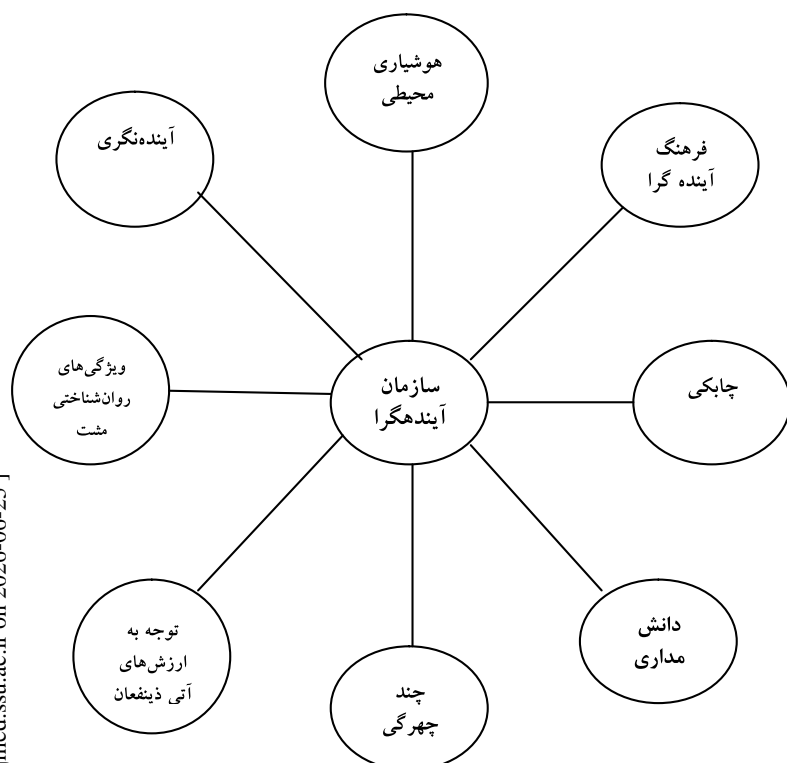 هوشیاری
محیطی
فرهنگ
آینده گرا
آینده‌نگری
چابکی
سازمان
آیندهگرا
ویژگی‌های
روان‌شناختی
مثبت
دانش
مداری
توجه به
ارزش‌های
آتی ذینفعان
چند
چهرگی